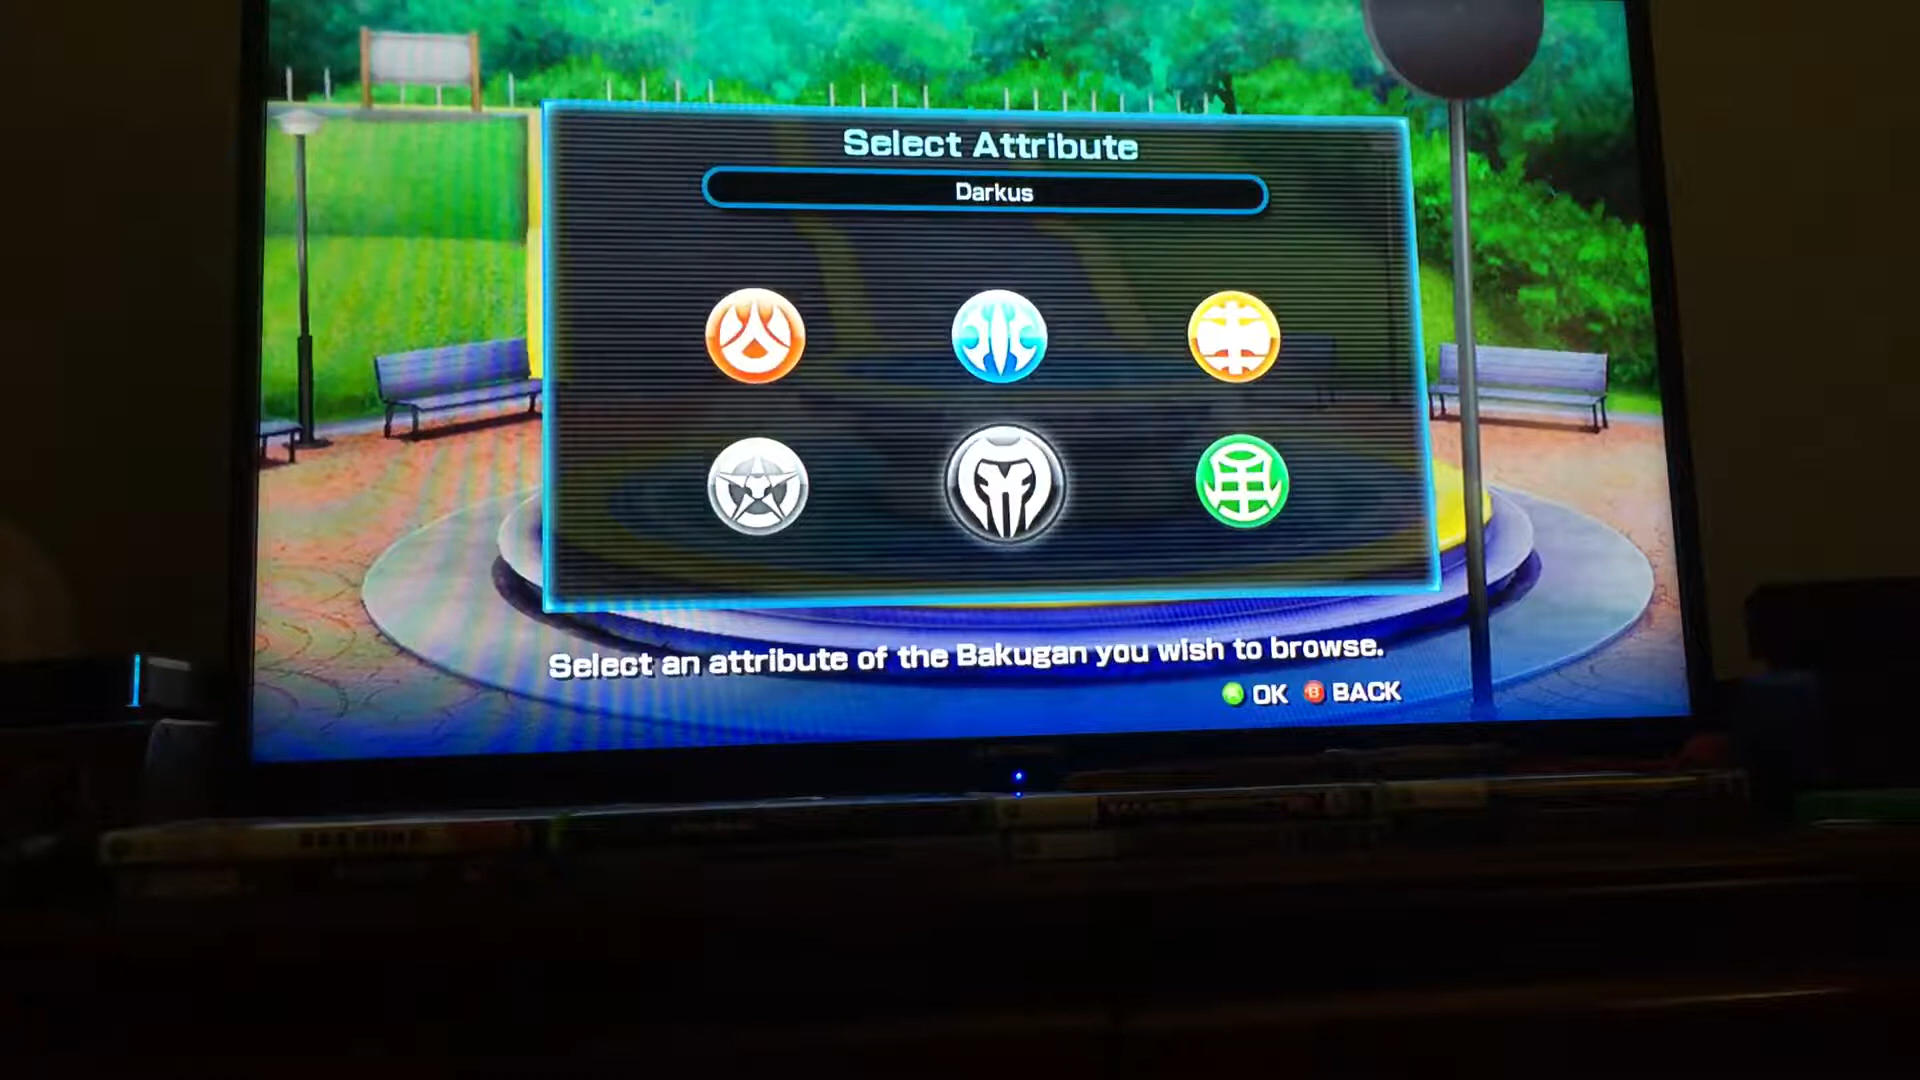 Select Attribute
Darkus
Select an attribute of the Bakugan you wish to browse.
A OK B BACK